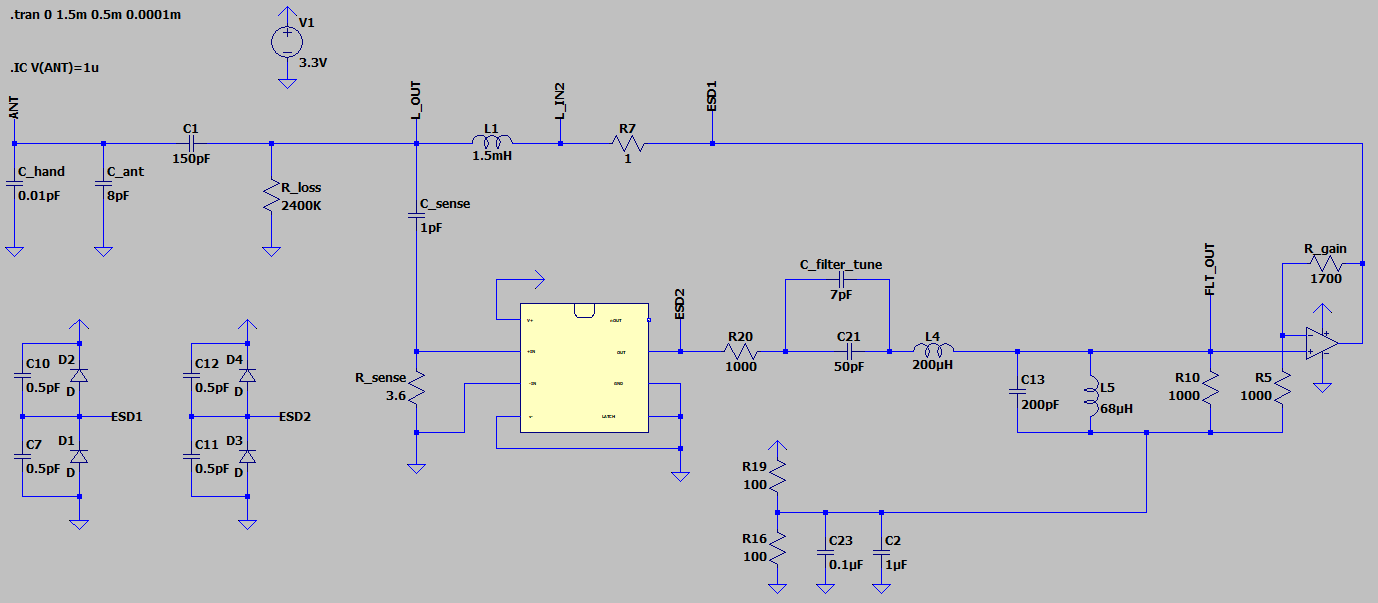 .tran 0 1.5m 0.5m 0.0001m
V1
3.3V
.IC V(ANT)=1u
ANT
L_OUT
L_IN2
ESD1
C1
150pF
L1
1.5mH
R7
1
C_hand
0.01pF
C_ant
8pF
R_loss
2400K
C_sense
1pF
C_filter_tune
7pF
FLT_OUT
R_gain
1700
ESD2
V+
nOUT
+IN
OUT
-IN
GND
V-
LATCH
R20
1000
C21
50pF
L4
200µH
R_sense
3.6
C13
200pF
L5
68µH
R10
1000
R5
1000
C10
0.5pF
D2
D
C12
0.5pF
D4
D
ESD1
ESD2
C7
0.5pF
D1
D
C11
0.5pF
D3
D
R19
100
R16
100
C23
0.1µF
C2
1µF